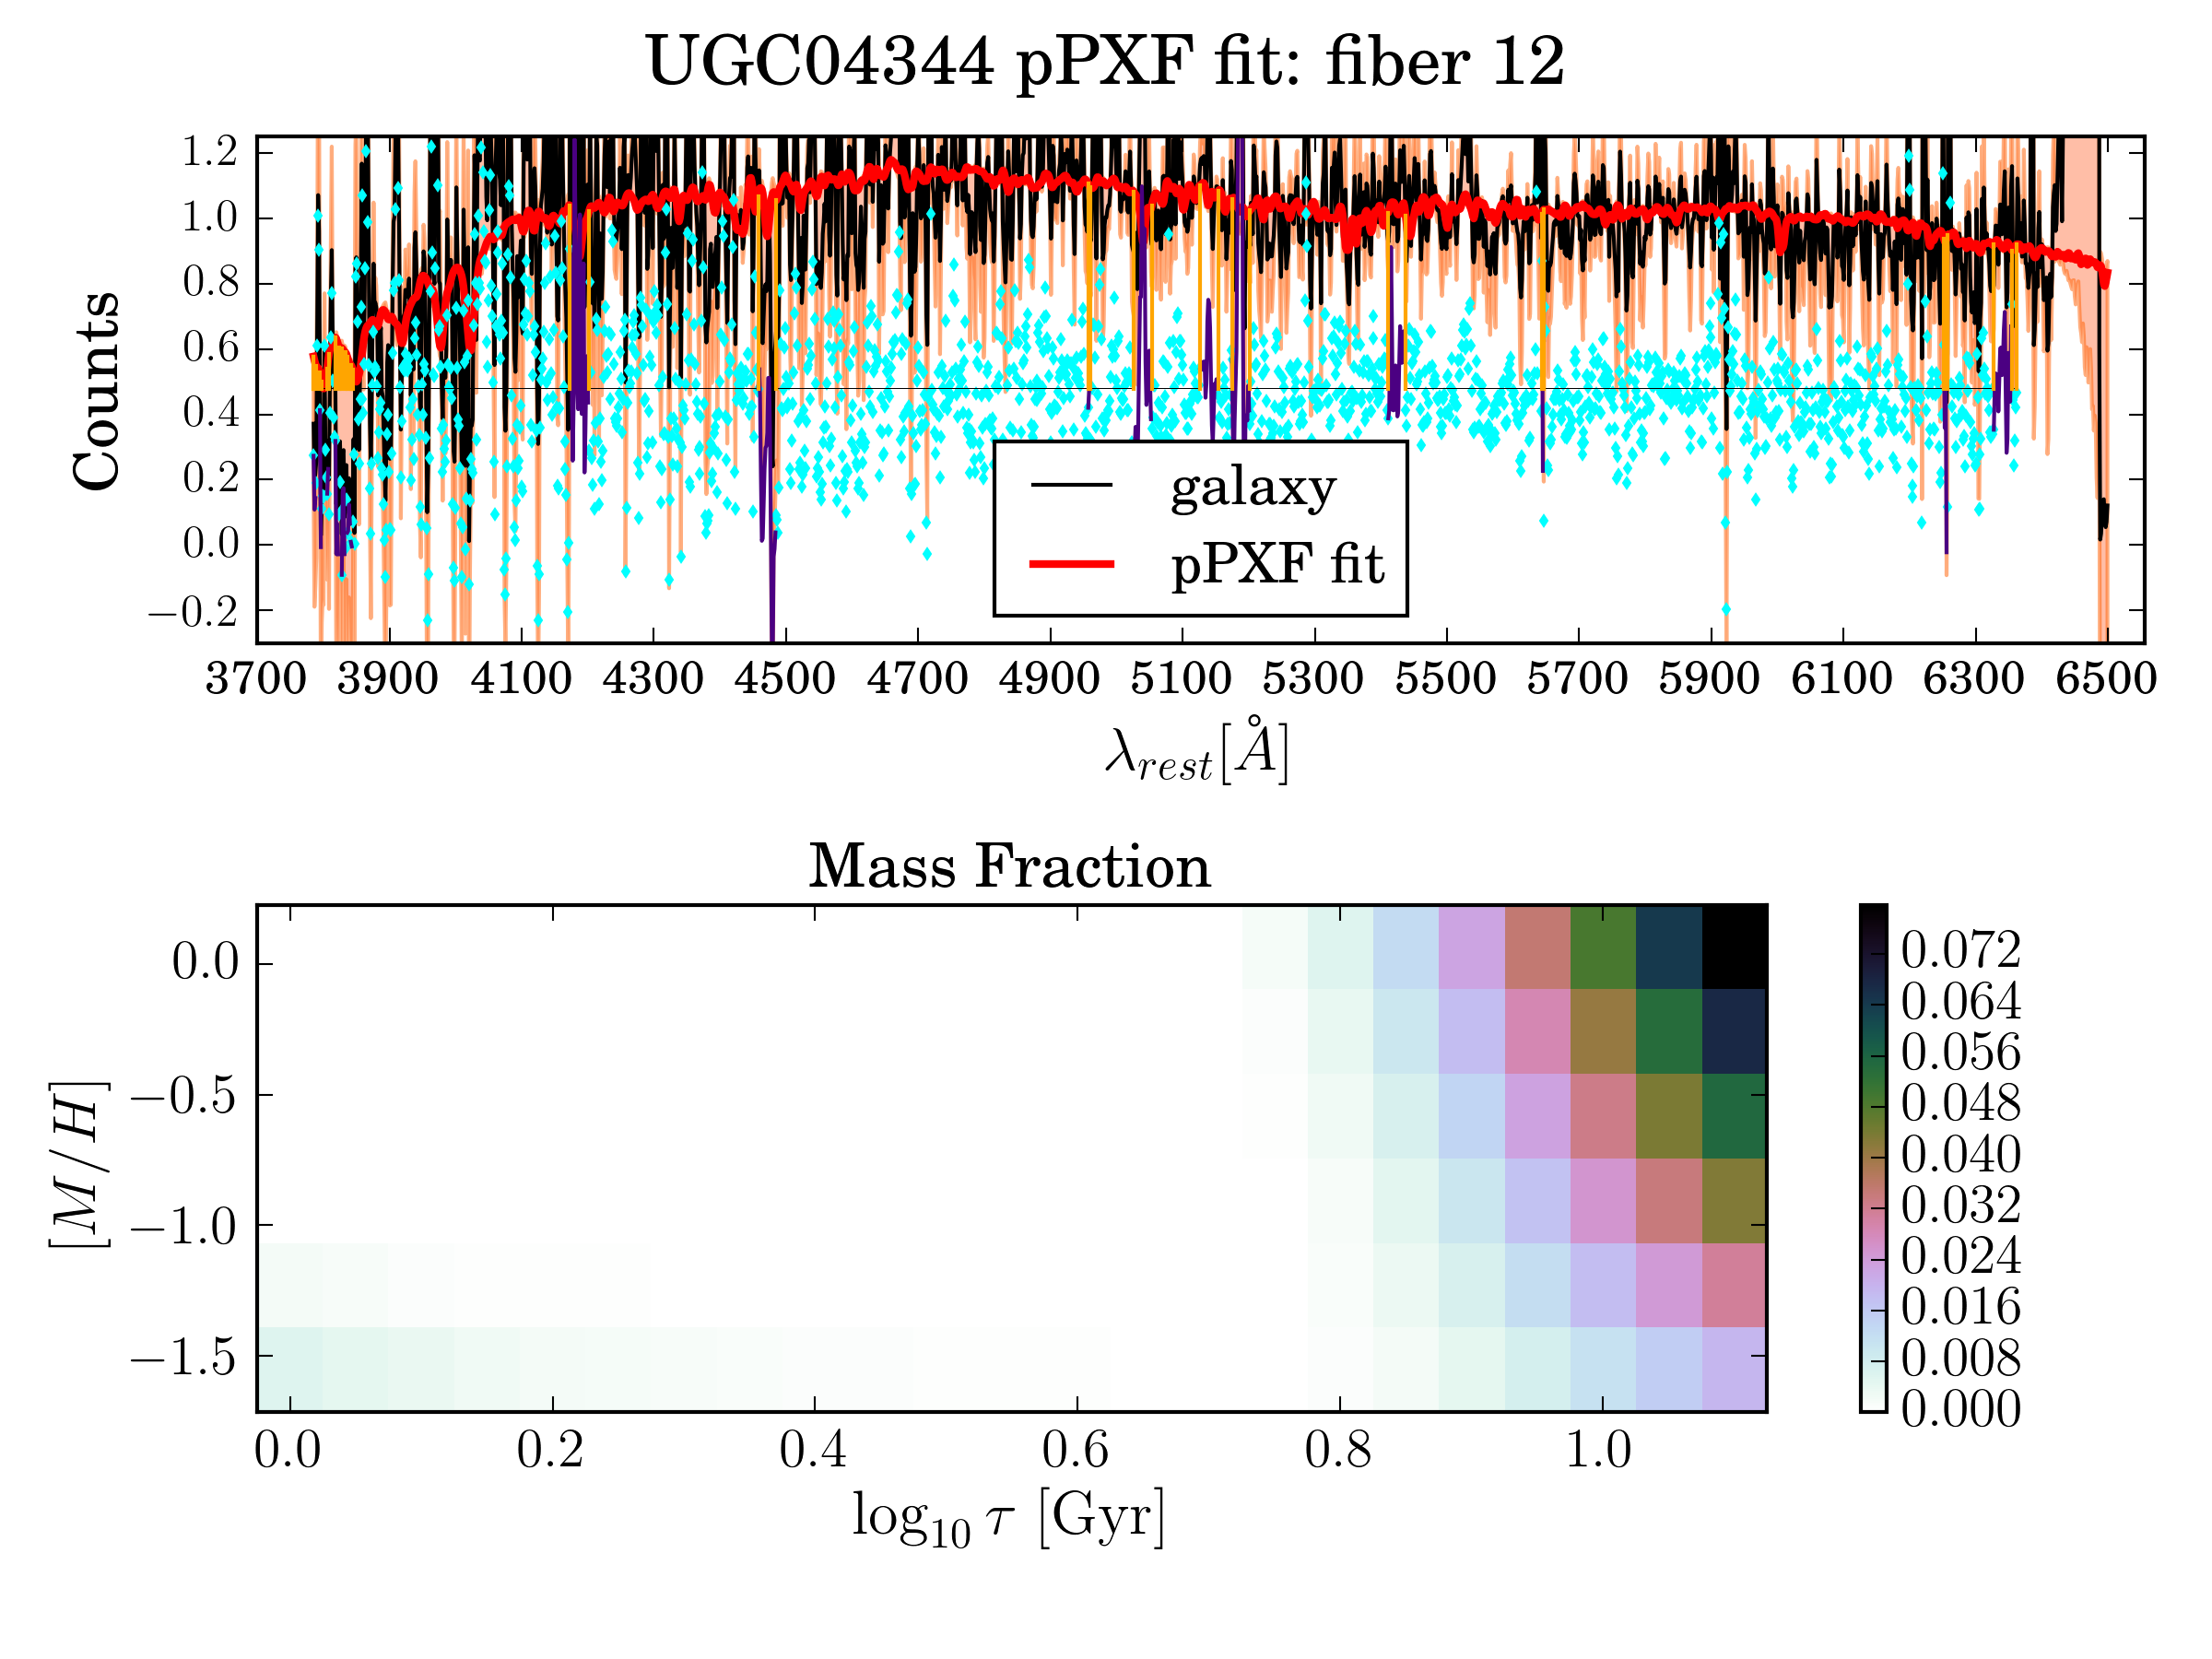 UGC04344 pPXF fit: fiber 12
Counts
1.2
1.0
0.8
0.6
0.4
0.2
0.0
−0.2
galaxy
pPXF fit
3700 3900 4100 4300 4500 4700 4900 5100 5300 5500 5700 5900 6100 6300 6500
λrest[Å]
Mass Fraction
[M/H]
0.0
−0.5
−1.0
−1.5
0.0 0.2 0.4 0.6 0.8 1.0
log10 τ [Gyr]
0.072
0.064
0.056
0.048
0.040
0.032
0.024
0.016
0.008
0.000